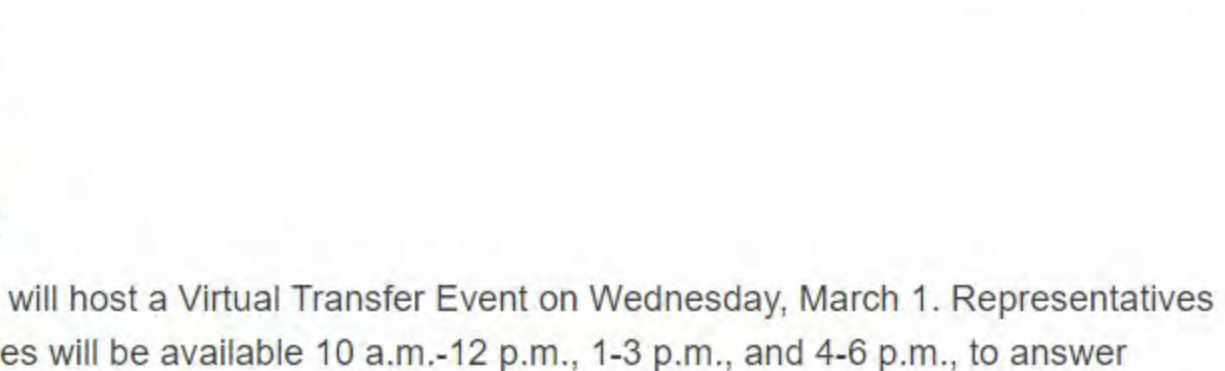 will host a Virtual Transfer Event on Wednesday, March 1. Representatives
es will be available 10 a.m.-12 p.m., 1-3 p.m., and 4-6 p.m., to answer